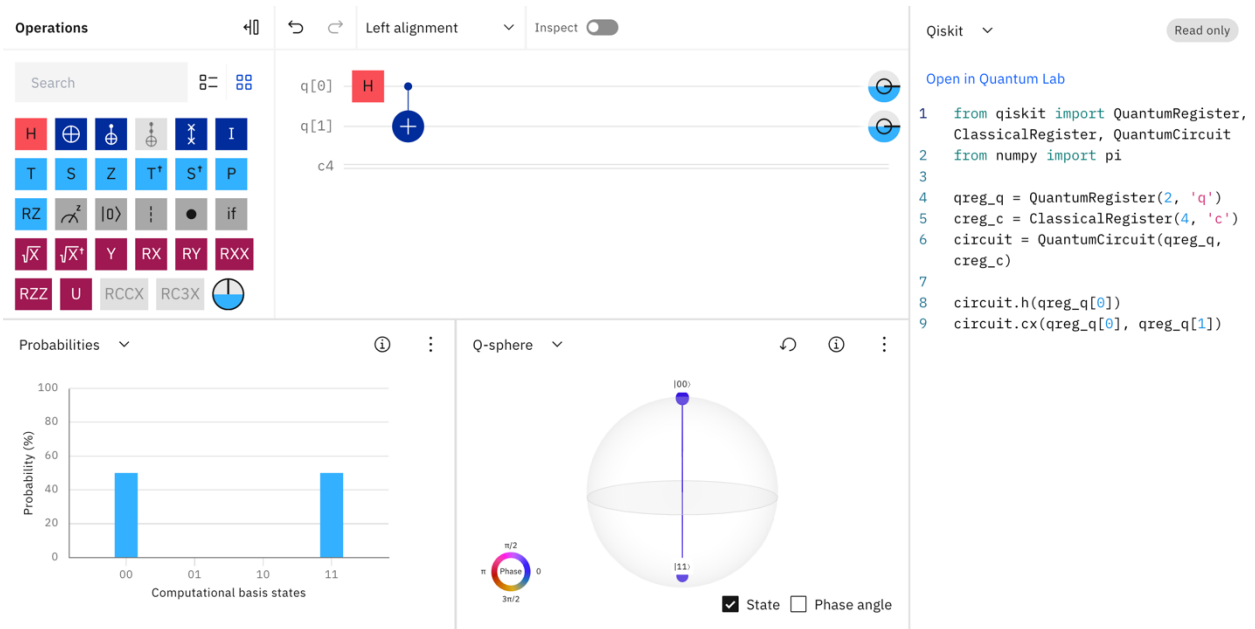 Operations
Left alignment
Inspect
Search
H
I
T S Z T† S† P
RZ z |0⟩ if
√X √X† Y RX RY RXX
RZZ U RCCX RC3X
q[0] H
q[1]
c4
Qiskit
Read only
Open in Quantum Lab
1 from qiskit import QuantumRegister,
ClassicalRegister, QuantumCircuit
2 from numpy import pi
3
4 qreg_q = QuantumRegister(2, 'q')
5 creg_c = ClassicalRegister(4, 'c')
6 circuit = QuantumCircuit(qreg_q,
creg_c)
7
8 circuit.h(qreg_q[0])
9 circuit.cx(qreg_q[0], qreg_q[1])
Probabilities
Probability (%)
100
80
60
40
20
0
00 01 10 11
Computational basis states
Q-sphere
|00⟩
|11⟩
π/2
π Phase 0
3π/2
State Phase angle